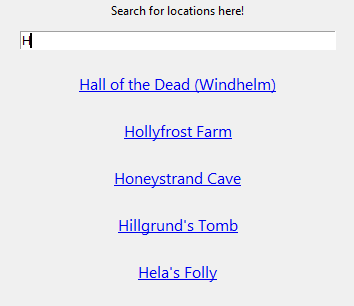 Search for locations here!
H
Hall of the Dead (Windhelm)
Hollyfrost Farm
Honeystrand Cave
Hillgrund's Tomb
Hela's Folly